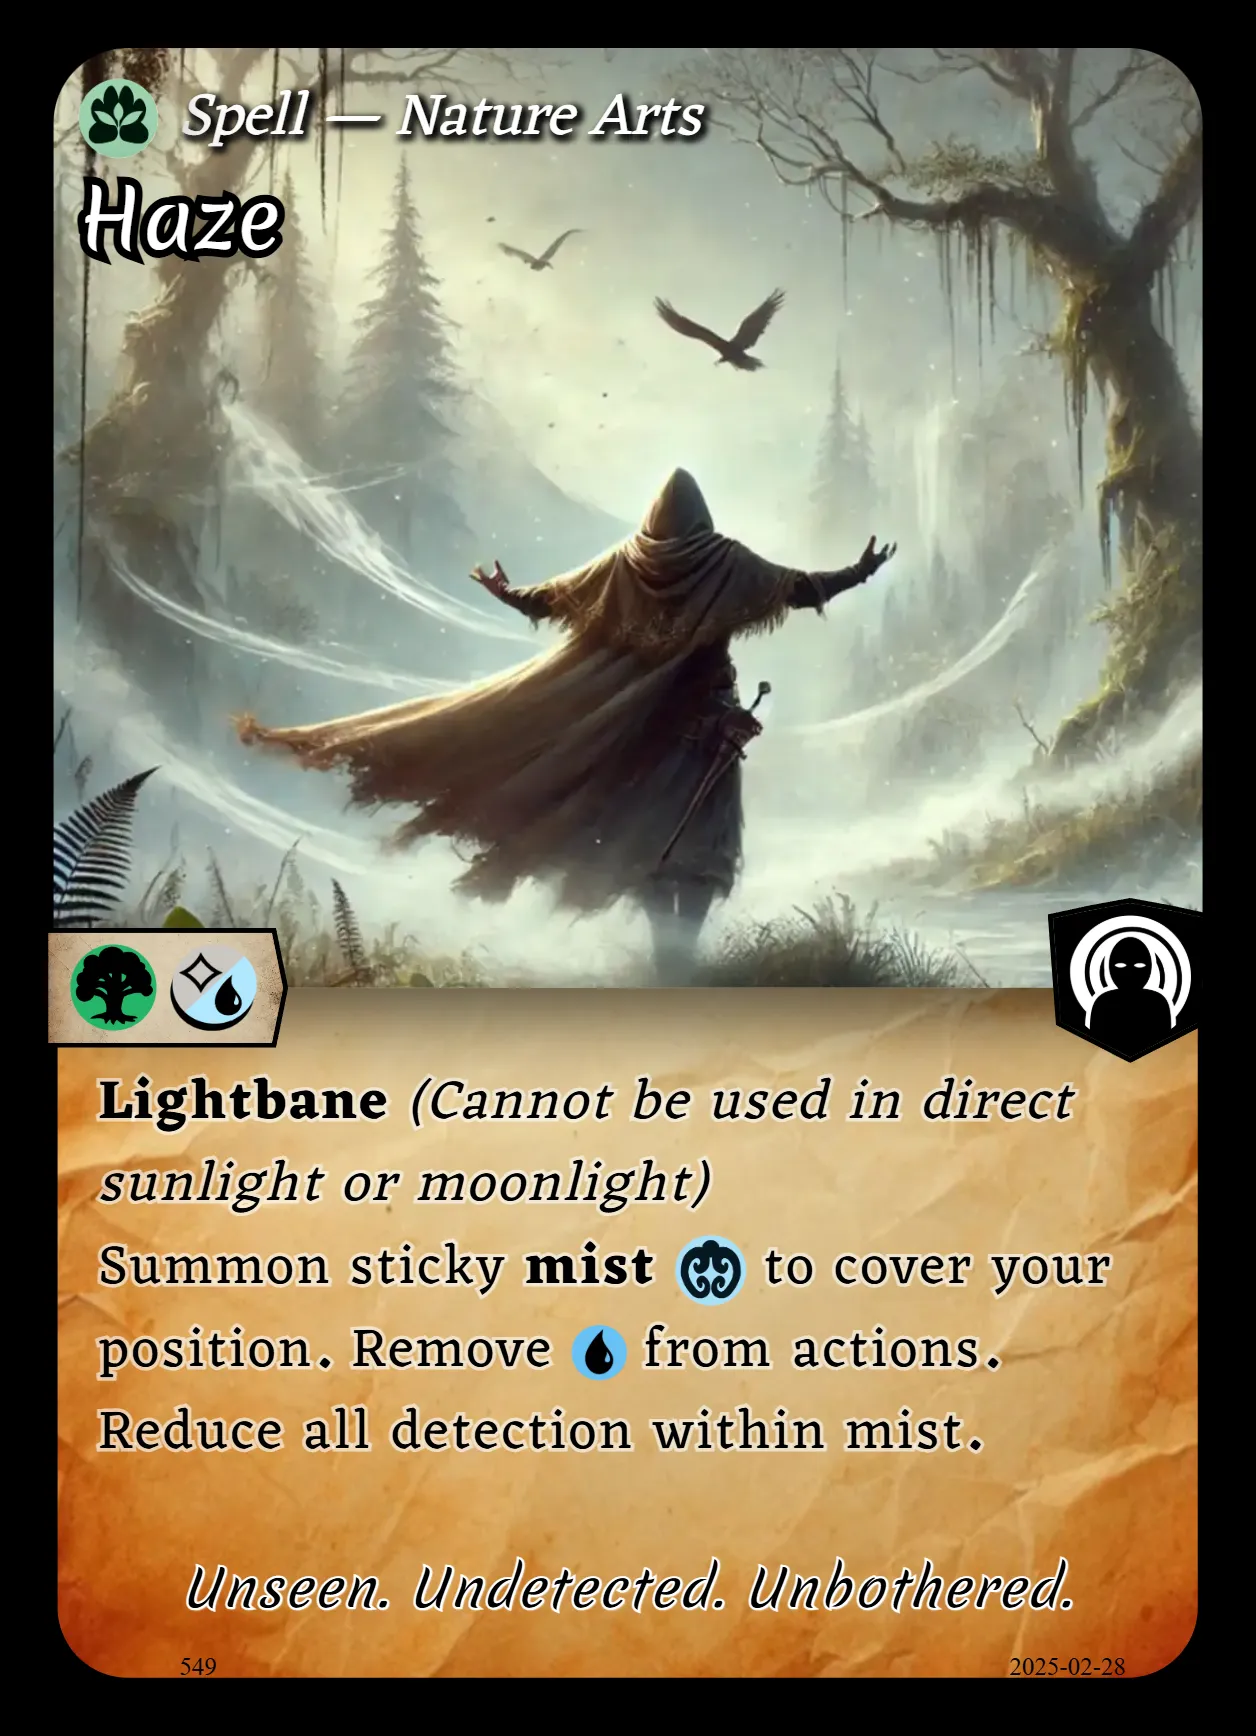 Spell — Nature Arts
Haze
Lightbane (Cannot be used in direct
sunlight or moonlight)
Summon sticky mist to cover your
position. Remove from actions.
Reduce all detection within mist.
Unseen. Undetected. Unbothered.
549
2025-02-28